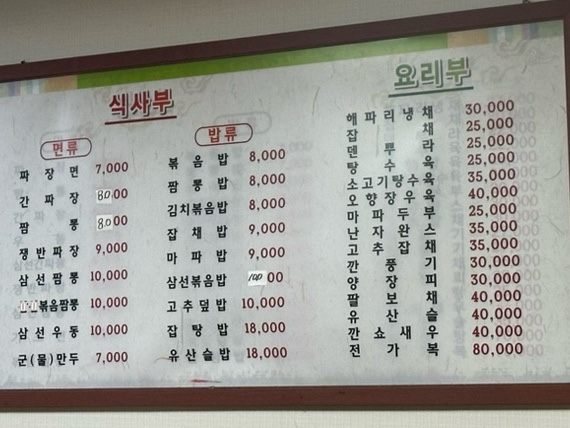 식사부
면류
짜장면 7,000
간짜장 8000
짬뽕 8000
쟁반짜장 9,000
삼선짬뽕 10,000
볶음짬뽕 10,000
삼선우동 10,000
군(물)만두 7,000
밥류
볶음밥 8,000
짬뽕밥 8,000
김치볶음밥 8,000
잡채밥 9,000
마파밥 9,000
삼선볶음밥 10000
고추덮밥 10,000
잡탕밥 18,000
유산슬밥 18,000
요리부
해파리냉채 30,000
잡채 25,000
덴뿌라 25,000
탕수육 25,000
소고기탕수육 35,000
오향장육 40,000
마파두부 25,000
난자완스 35,000
고추잡채 35,000
깐풍기 30,000
양장피 30,000
팔보채 40,000
유산슬 40,000
깐쇼새우 40,000
전가복 80,000